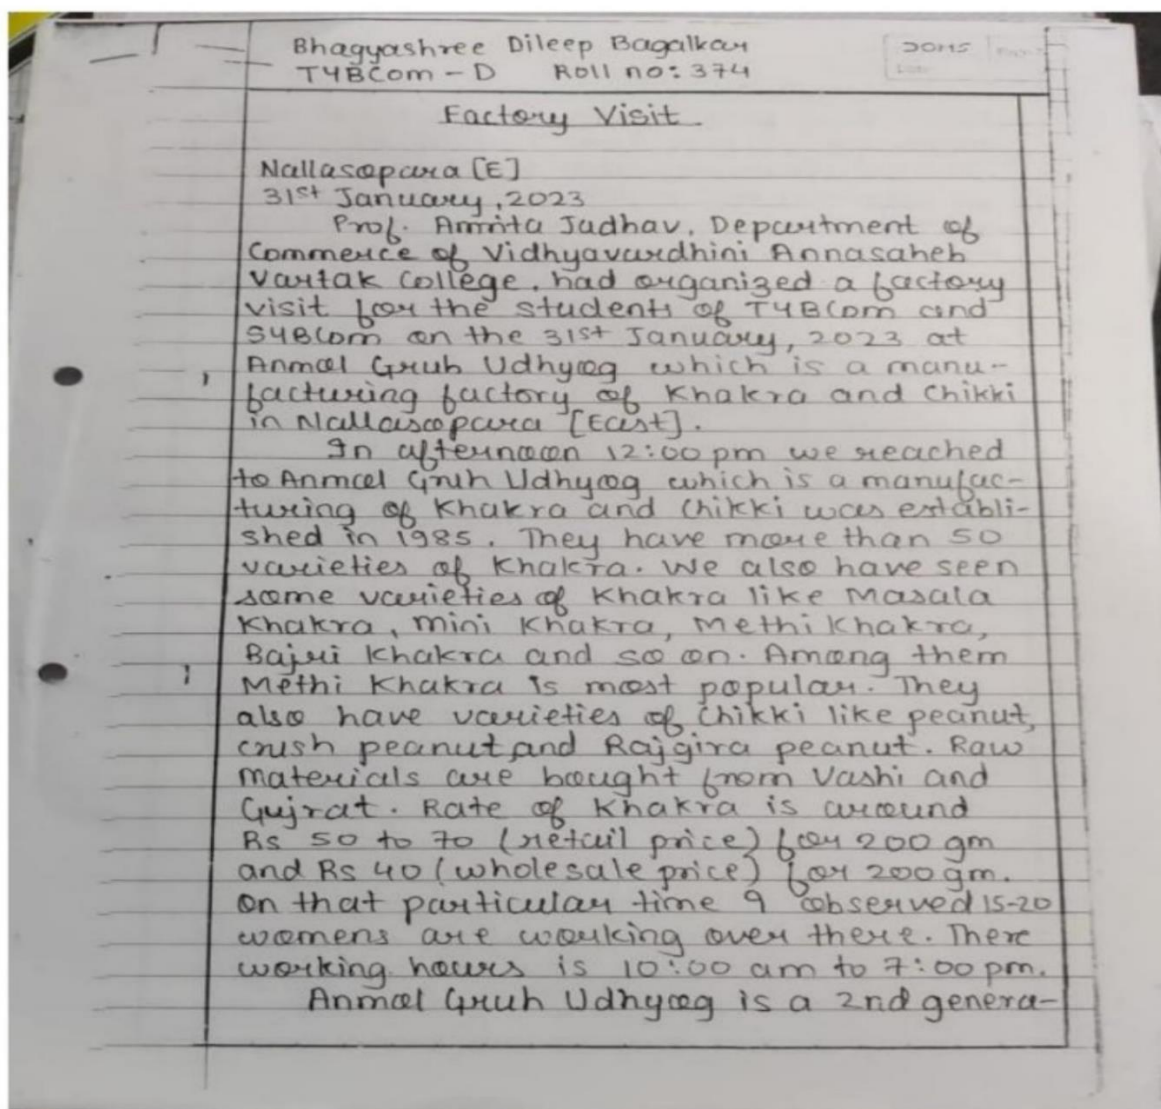 Bhagyashree Dileep Bagalkar
TYBCom - D Roll no: 374
DOMS
Factory Visit
Nallasopara [E]
31st January, 2023
Prof. Amrita Jadhav, Department of
Commerce of Vidhyavardhini Annasaheb
Vartak College, had organized a factory
visit for the students of TYBCom and
SYBCom on the 31st January, 2023 at
Anmol Gruh Udhyog which is a manu-
facturing factory of Khakra and Chikki
in Nallasopara [East].
In afternoon 12:00 pm we reached
to Anmol Gruh Udhyog which is a manufac-
turing of Khakra and Chikki was establi-
shed in 1985. They have more than 50
varieties of Khakra. We also have seen
some varieties of Khakra like Masala
Khakra, mini Khakra, Methi Khakra,
Bajri Khakra and so on. Among them
Methi Khakra is most popular. They
also have varieties of Chikki like peanut,
crush peanut, and Rajgira peanut. Raw
materials are bought from Vashi and
Gujrat. Rate of Khakra is around
Rs 50 to 70 (retail price) for 200 gm
and Rs 40 (wholesale price) for 200 gm.
On that particular time I observed 15-20
womens are working over there. There
working hours is 10:00 am to 7:00 pm.
Anmol Gruh Udhyog is a 2nd genera-